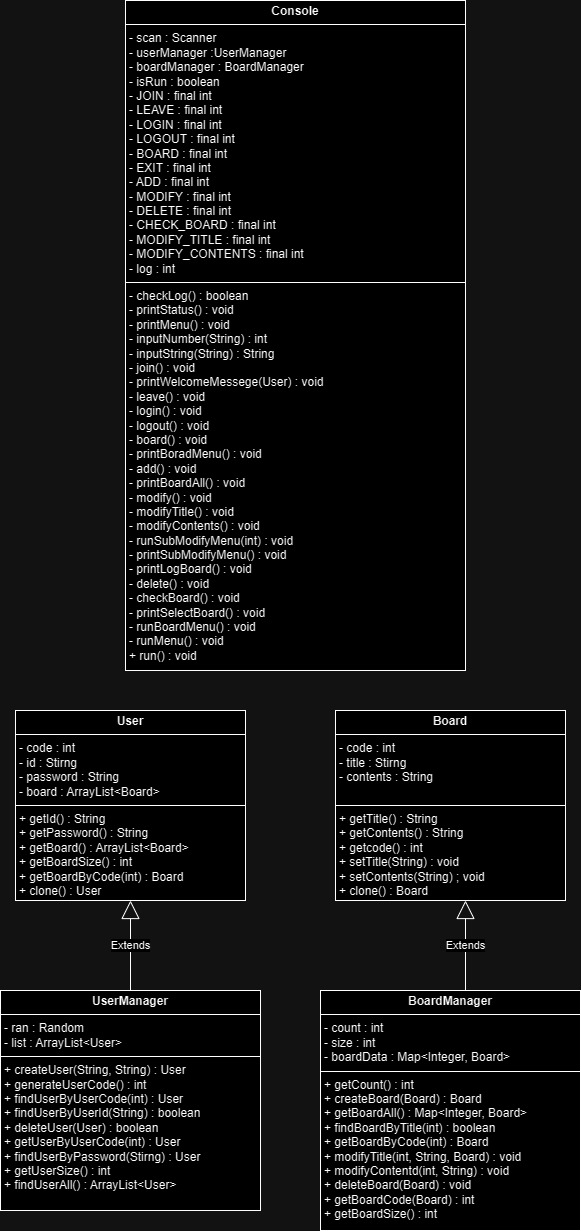 Console
- scan : Scanner
- userManager :UserManager
- boardManager : BoardManager
- isRun : boolean
- JOIN : final int
- LEAVE : final int
- LOGIN : final int
- LOGOUT : final int
- BOARD : final int
- EXIT : final int
- ADD : final int
- MODIFY : final int
- DELETE : final int
- CHECK_BOARD : final int
- MODIFY_TITLE : final int
- MODIFY_CONTENTS : final int
- log : int
- checkLog() : boolean
- printStatus() : void
- printMenu() : void
- inputNumber(String) : int
- inputString(String) : String
- join() : void
- printWelcomeMessege(User) : void
- leave() : void
- login() : void
- logout() : void
- board() : void
- printBoradMenu() : void
- add() : void
- printBoardAll() : void
- modify() : void
- modifyTitle() : void
- modifyContents() : void
- runSubModifyMenu(int) : void
- printSubModifyMenu() : void
- printLogBoard() : void
- delete() : void
- checkBoard() : void
- printSelectBoard() : void
- runBoardMenu() : void
- runMenu() : void
+ run() : void
User
- code : int
- id : Stirng
- password : String
- board : ArrayList<Board>
+ getId() : String
+ getPassword() : String
+ getBoard() : ArrayList<Board>
+ getBoardSize() : int
+ getBoardByCode(int) : Board
+ clone() : User
Board
- code : int
- title : Stirng
- contents : String
+ getTitle() : String
+ getContents() : String
+ getcode() : int
+ setTitle(String) : void
+ setContents(String) ; void
+ clone() : Board
Extends
Extends
UserManager
- ran : Random
- list : ArrayList<User>
+ createUser(String, String) : User
+ generateUserCode() : int
+ findUserByUserCode(int) : User
+ findUserByUserId(String) : boolean
+ deleteUser(User) : boolean
+ getUserByUserCode(int) : User
+ findUserByPassword(Stirng) : User
+ getUserSize() : int
+ findUserAll() : ArrayList<User>
BoardManager
- count : int
- size : int
- boardData : Map<Integer, Board>
+ getCount() : int
+ createBoard(Board) : Board
+ getBoardAll() : Map<Integer, Board>
+ findBoardByTitle(int) : boolean
+ getBoardByCode(int) : Board
+ modifyTitle(int, String, Board) : void
+ modifyContentd(int, String) : void
+ deleteBoard(Board) : void
+ getBoardCode(Board) : int
+ getBoardSize() : int